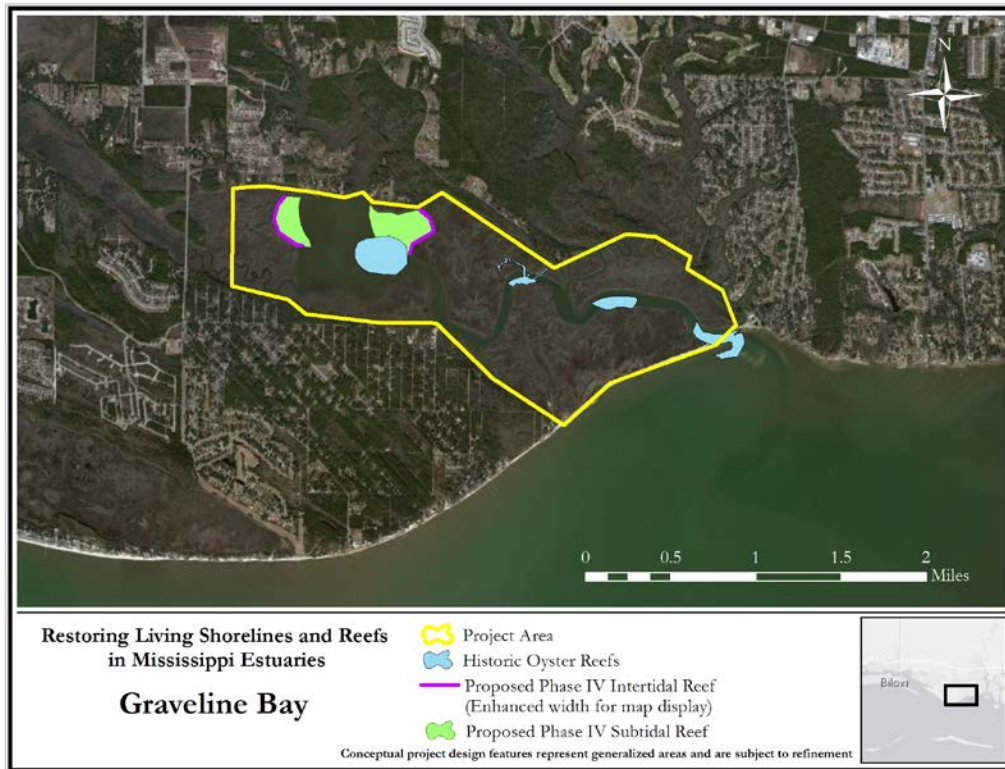 N
0 0.5 1 1.5 2
Miles
Restoring Living Shorelines and Reefs
in Mississippi Estuaries
Graveline Bay
Project Area
Historic Oyster Reefs
Proposed Phase IV Intertidal Reef
(Enhanced width for map display)
Proposed Phase IV Subtidal Reef
Conceptual project design features represent generalized areas and are subject to refinement
Biloxi